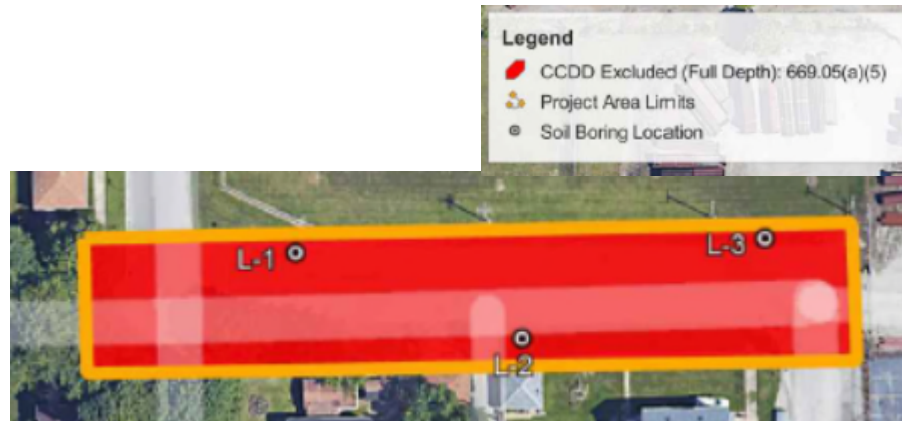 Legend
CCDD Excluded (Full Depth): 669.05(a)(5)
Project Area Limits
Soil Boring Location
L-1
L-3
L-2